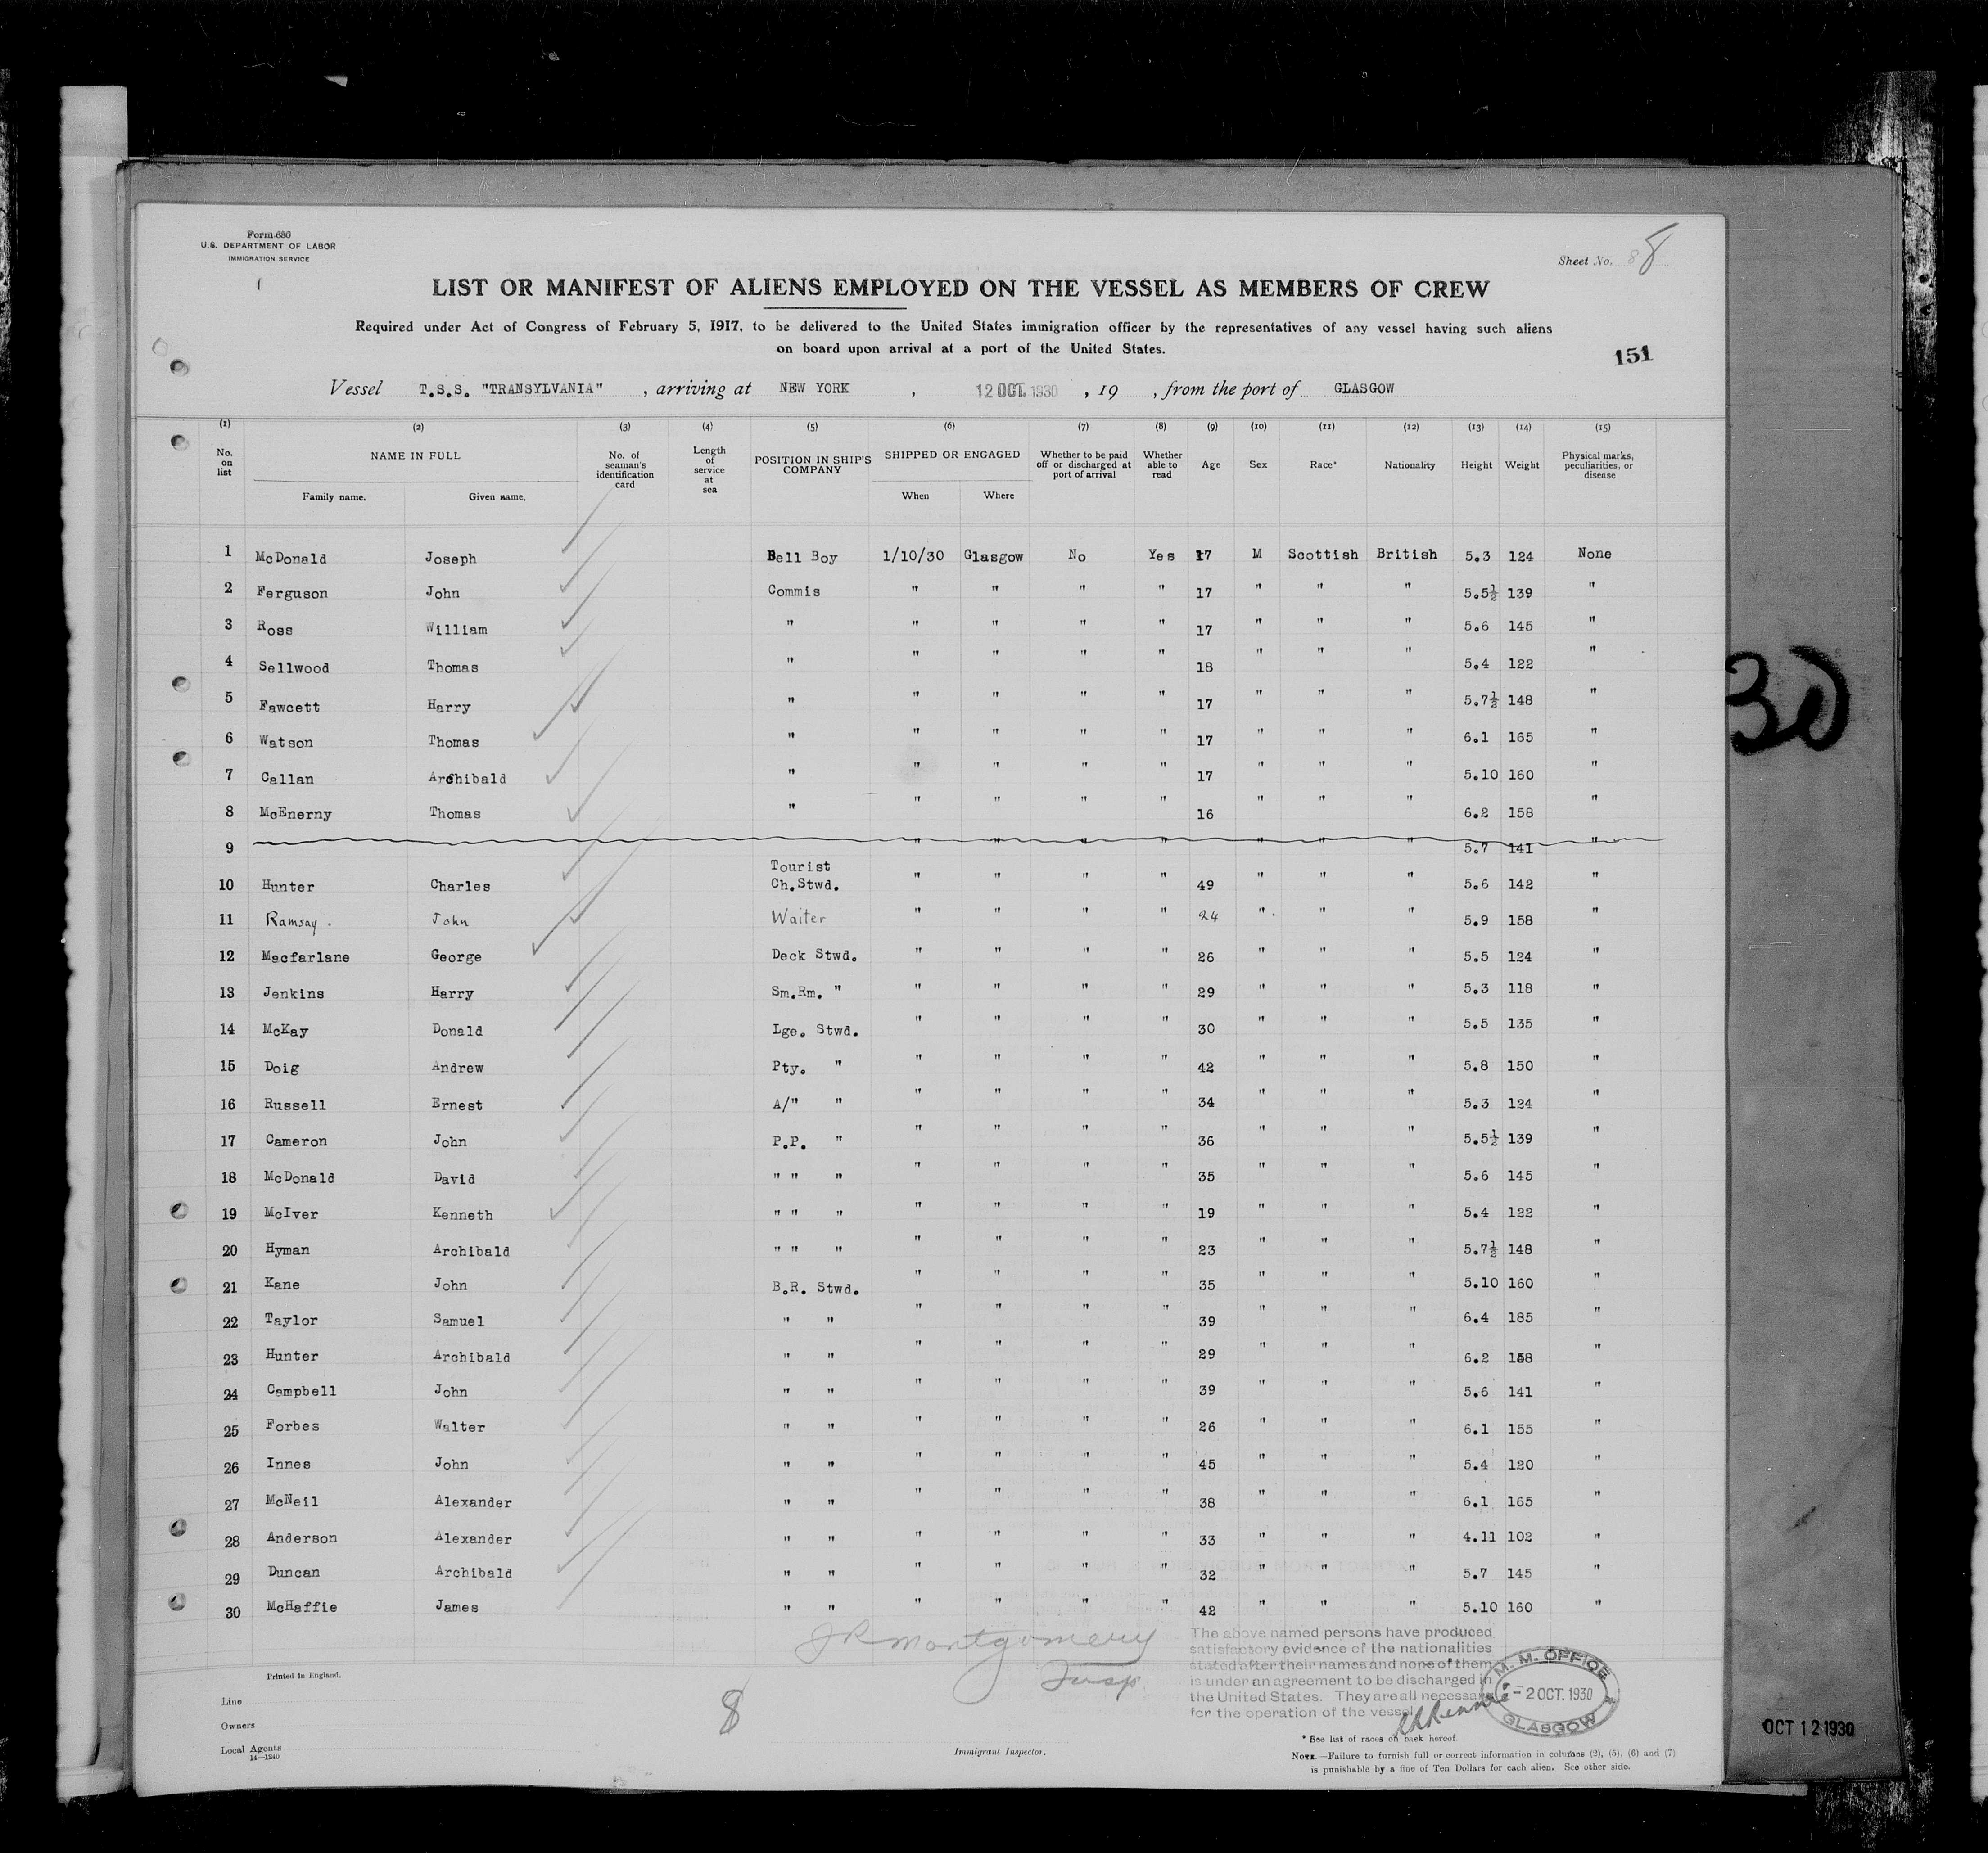 Form 680
U.S. DEPARTMENT OF LABOR
IMMIGRATION SERVICE
Sheet No. 8 8
LIST OR MANIFEST OF ALIENS EMPLOYED ON THE VESSEL AS MEMBERS OF CREW
Required under Act of Congress of February 5, 1917, to be delivered to the United States immigration officer by the representatives of any vessel having such aliens
on board upon arrival at a port of the United States.
151
Vessel T.S.S. "TRANSYLVANIA" , arriving at NEW YORK , 12 OCT. 1930 , 19 , from the port of GLASGOW
(1) (2) (3) (4) (5) (6) (7) (8) (9) (10) (11) (12) (13) (14) (15)
No. on list NAME IN FULL Family name. Given name. No. of seaman's identification card Length of service at sea POSITION IN SHIP'S COMPANY SHIPPED OR ENGAGED When Where Whether to be paid off or discharged at port of arrival Whether able to read Age Sex Race* Nationality Height Weight Physical marks, peculiarities, or disease
1 McDonald Joseph Bell Boy 1/10/30 Glasgow No Yes 17 M Scottish British 5.3 124 None
2 Ferguson John Commis " " " " 17 " " " 5.5½ 139 "
3 Ross William " " " " " 17 " " " 5.6 145 "
4 Sellwood Thomas " " " " " 18 " " " 5.4 122 "
5 Fawcett Harry " " " " " 17 " " " 5.7½ 148 "
6 Watson Thomas " " " " " 17 " " " 6.1 165 "
7 Callan Archibald " " " " " 17 " " " 5.10 160 "
8 McEnerny Thomas " " " " " 16 " " " 6.2 158 "
9 " " " " " " " 5.7 141 "
10 Hunter Charles Tourist Ch.Stwd. " " " " 49 " " " 5.6 142 "
11 Ramsay . John Waiter " " " " 24 " " " 5.9 158 "
12 Macfarlane George Deck Stwd. " " " " 26 " " " 5.5 124 "
13 Jenkins Harry Sm.Rm. " " " " " 29 " " " 5.3 118 "
14 McKay Donald Lge. Stwd. " " " " 30 " " " 5.5 135 "
15 Doig Andrew Pty. " " " " " 42 " " " 5.8 150 "
16 Russell Ernest A/" " " " " " 34 " " " 5.3 124 "
17 Cameron John P.P. " " " " " 36 " " " 5.5½ 139 "
18 McDonald David " " " " " " " 35 " " " 5.6 145 "
19 McIver Kenneth " " " " " " " 19 " " " 5.4 122 "
20 Hyman Archibald " " " " " " " 23 " " " 5.7½ 148 "
21 Kane John B.R. Stwd. " " " " 35 " " " 5.10 160 "
22 Taylor Samuel " " " " " " 39 " " " 6.4 185 "
23 Hunter Archibald " " " " " " 29 " " " 6.2 158 "
24 Campbell John " " " " " " 39 " " " 5.6 141 "
25 Forbes Walter " " " " " " 26 " " " 6.1 155 "
26 Innes John " " " " " " 45 " " " 5.4 120 "
27 McNeil Alexander " " " " " " 38 " " " 6.1 165 "
28 Anderson Alexander " " " " " " 33 " " " 4.11 102 "
29 Duncan Archibald " " " " " " 32 " " " 5.7 145 "
30 McHaffie James " " " " " " 42 " " " 5.10 160 "
30
JR Montgomery
Insp
The above named persons have produced
satisfactory evidence of the nationalities
stated after their names and none of them
is under an agreement to be discharged in
the United States. They are all necessary
for the operation of the vessel
M. M. OFFICE
- 2 OCT. 1930
GLASGOW
Printed in England.
Line
Owners
Local Agents
14—1240
8
Immigrant Inspector.
* See list of races on back hereof.
NOTE.—Failure to furnish full or correct information in columns (2), (5), (6) and (7)
is punishable by a fine of Ten Dollars for each alien. See other side.
OCT 12 1930